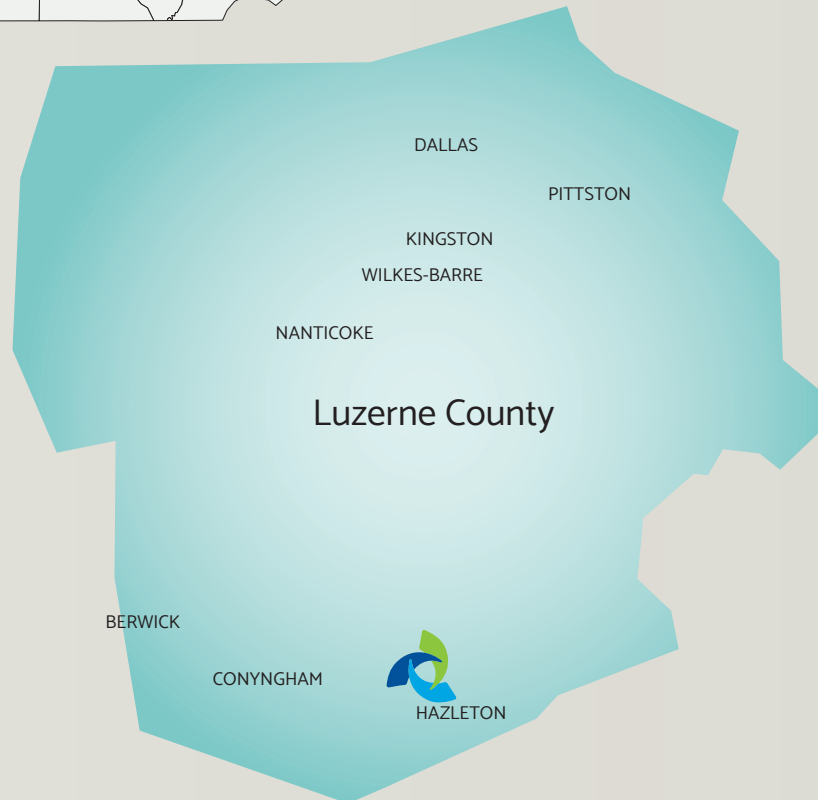 DALLAS
PITTSTON
KINGSTON
WILKES-BARRE
NANTICOKE
Luzerne County
BERWICK
CONYNGHAM
HAZLETON